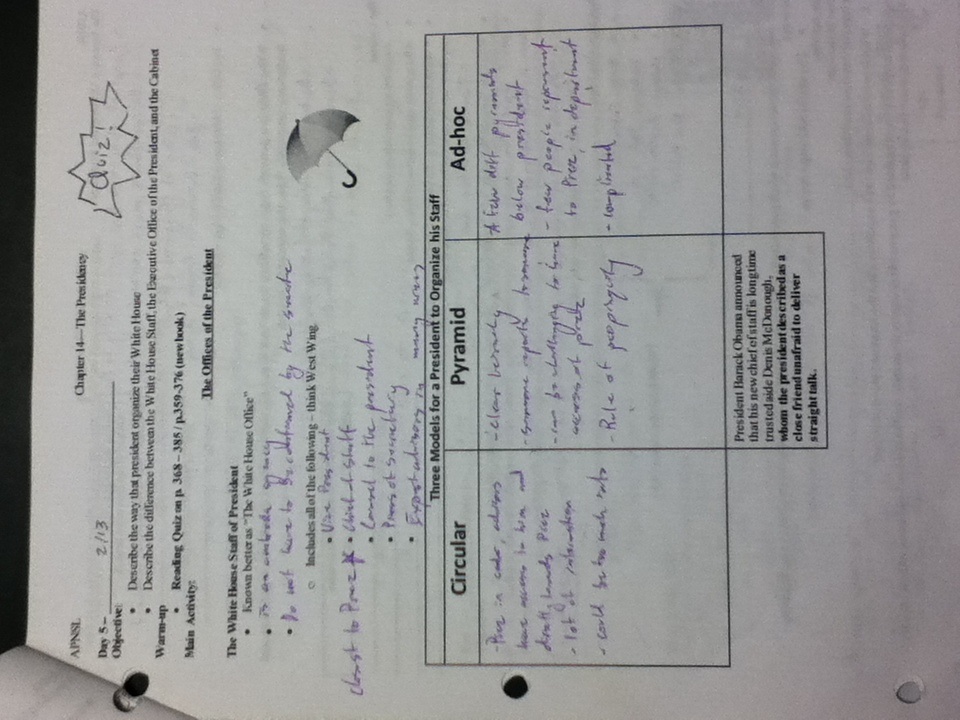 APNSL
Chapter 14—The Presidency
Quiz!
Day 5 – 2/13
Objective:
• Describe the way that president organize their White House
• Describe the difference between the White House Staff, the Executive Office of the President, and the Cabinet
Warm-up
• Reading Quiz on p. 368 – 385 / p.359-376 (new book)
Main Activity:
The Offices of the President
The White House Staff of President
• Known better as "The White House Office"
• is an umbrella agency
• Do not have to be confirmed by the senate
○ Includes all of the following – think West Wing
• Vice President
closest to Prez * • Chief of Staff
• Counsel to the president
• Press secretary
• Expert advisors in many areas
Three Models for a President to Organize his Staff
Circular Pyramid Ad-hoc
- Prez in center, advisors
have access to him and
directly towards Prez
- lot of information
- could be too much info
- clear hierarchy
- someone reports to someone
- can be challenging to have
access of prez
- Rule of
A few diff pyramids
below president
- few people represent
to Prez, in department
- complicated
President Barack Obama announced
that his new chief of staff is longtime
trusted aide Denis McDonough,
whom the president described as a
close friend unafraid to deliver
straight talk.